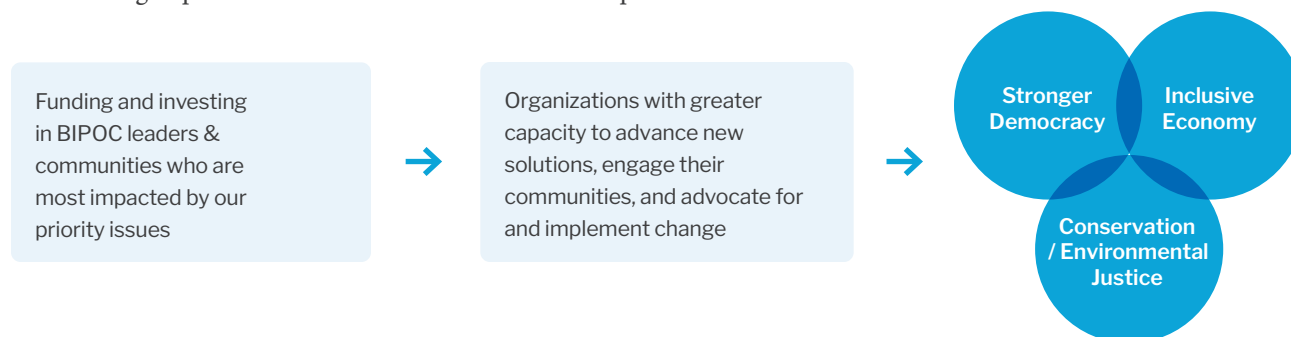 Funding and investing
in BIPOC leaders &
communities who are
most impacted by our
priority issues
Organizations with greater
capacity to advance new
solutions, engage their
communities, and advocate for
and implement change
Stronger
Democracy
Inclusive
Economy
Conservation
/ Environmental
Justice